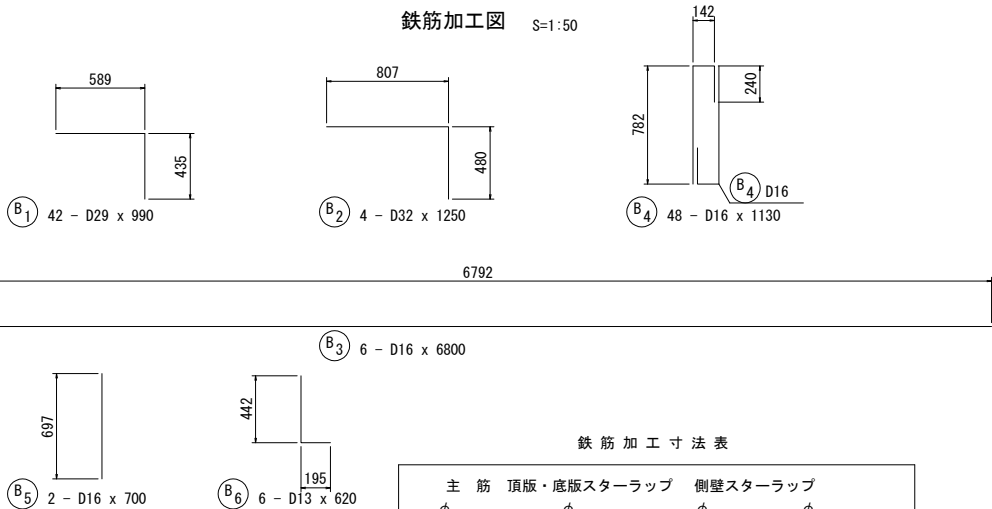 鉄筋加工図 S=1:50
589
435
B1 42 - D29 x 990
807
480
B2 4 - D32 x 1250
142
240
782
B4 D16
B4 48 - D16 x 1130
6792
B3 6 - D16 x 6800
697
B5 2 - D16 x 700
442
195
B6 6 - D13 x 620
鉄筋加工寸法表
主筋 頂版・底版スターラップ 側壁スターラップ
φ φ φ φ